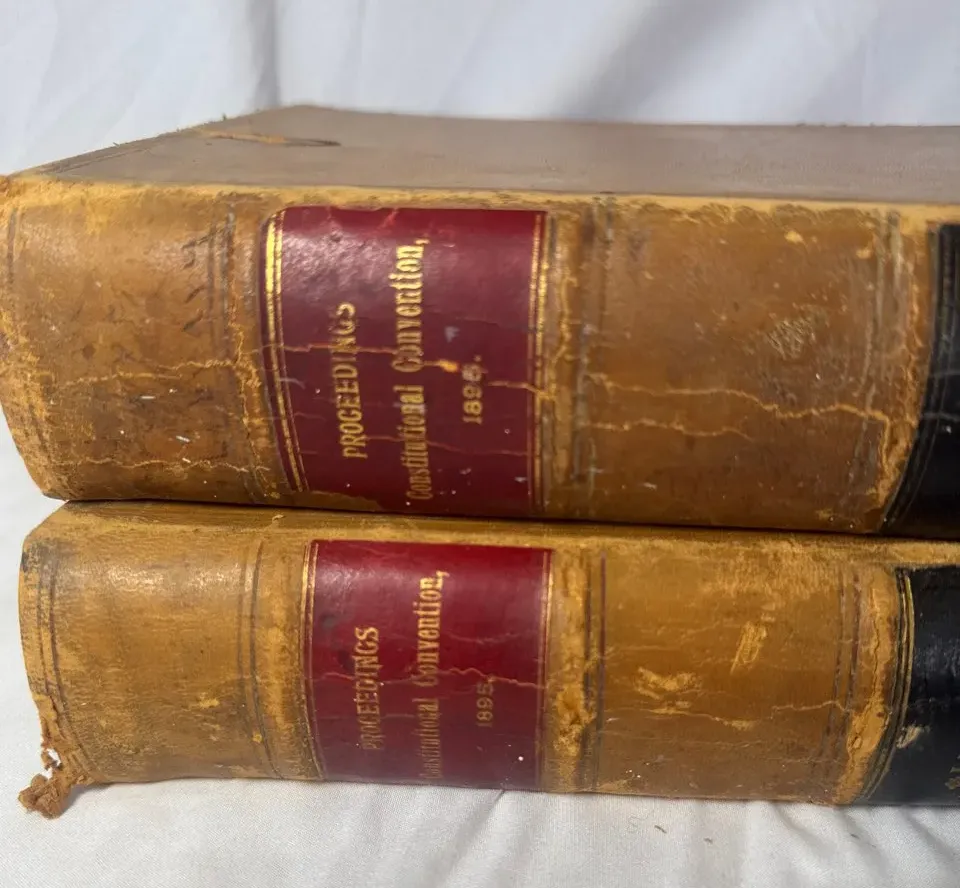 PROCEEDINGS
Constitutional Convention,
1895.
PROCEEDINGS
Constitutional Convention,
1895.